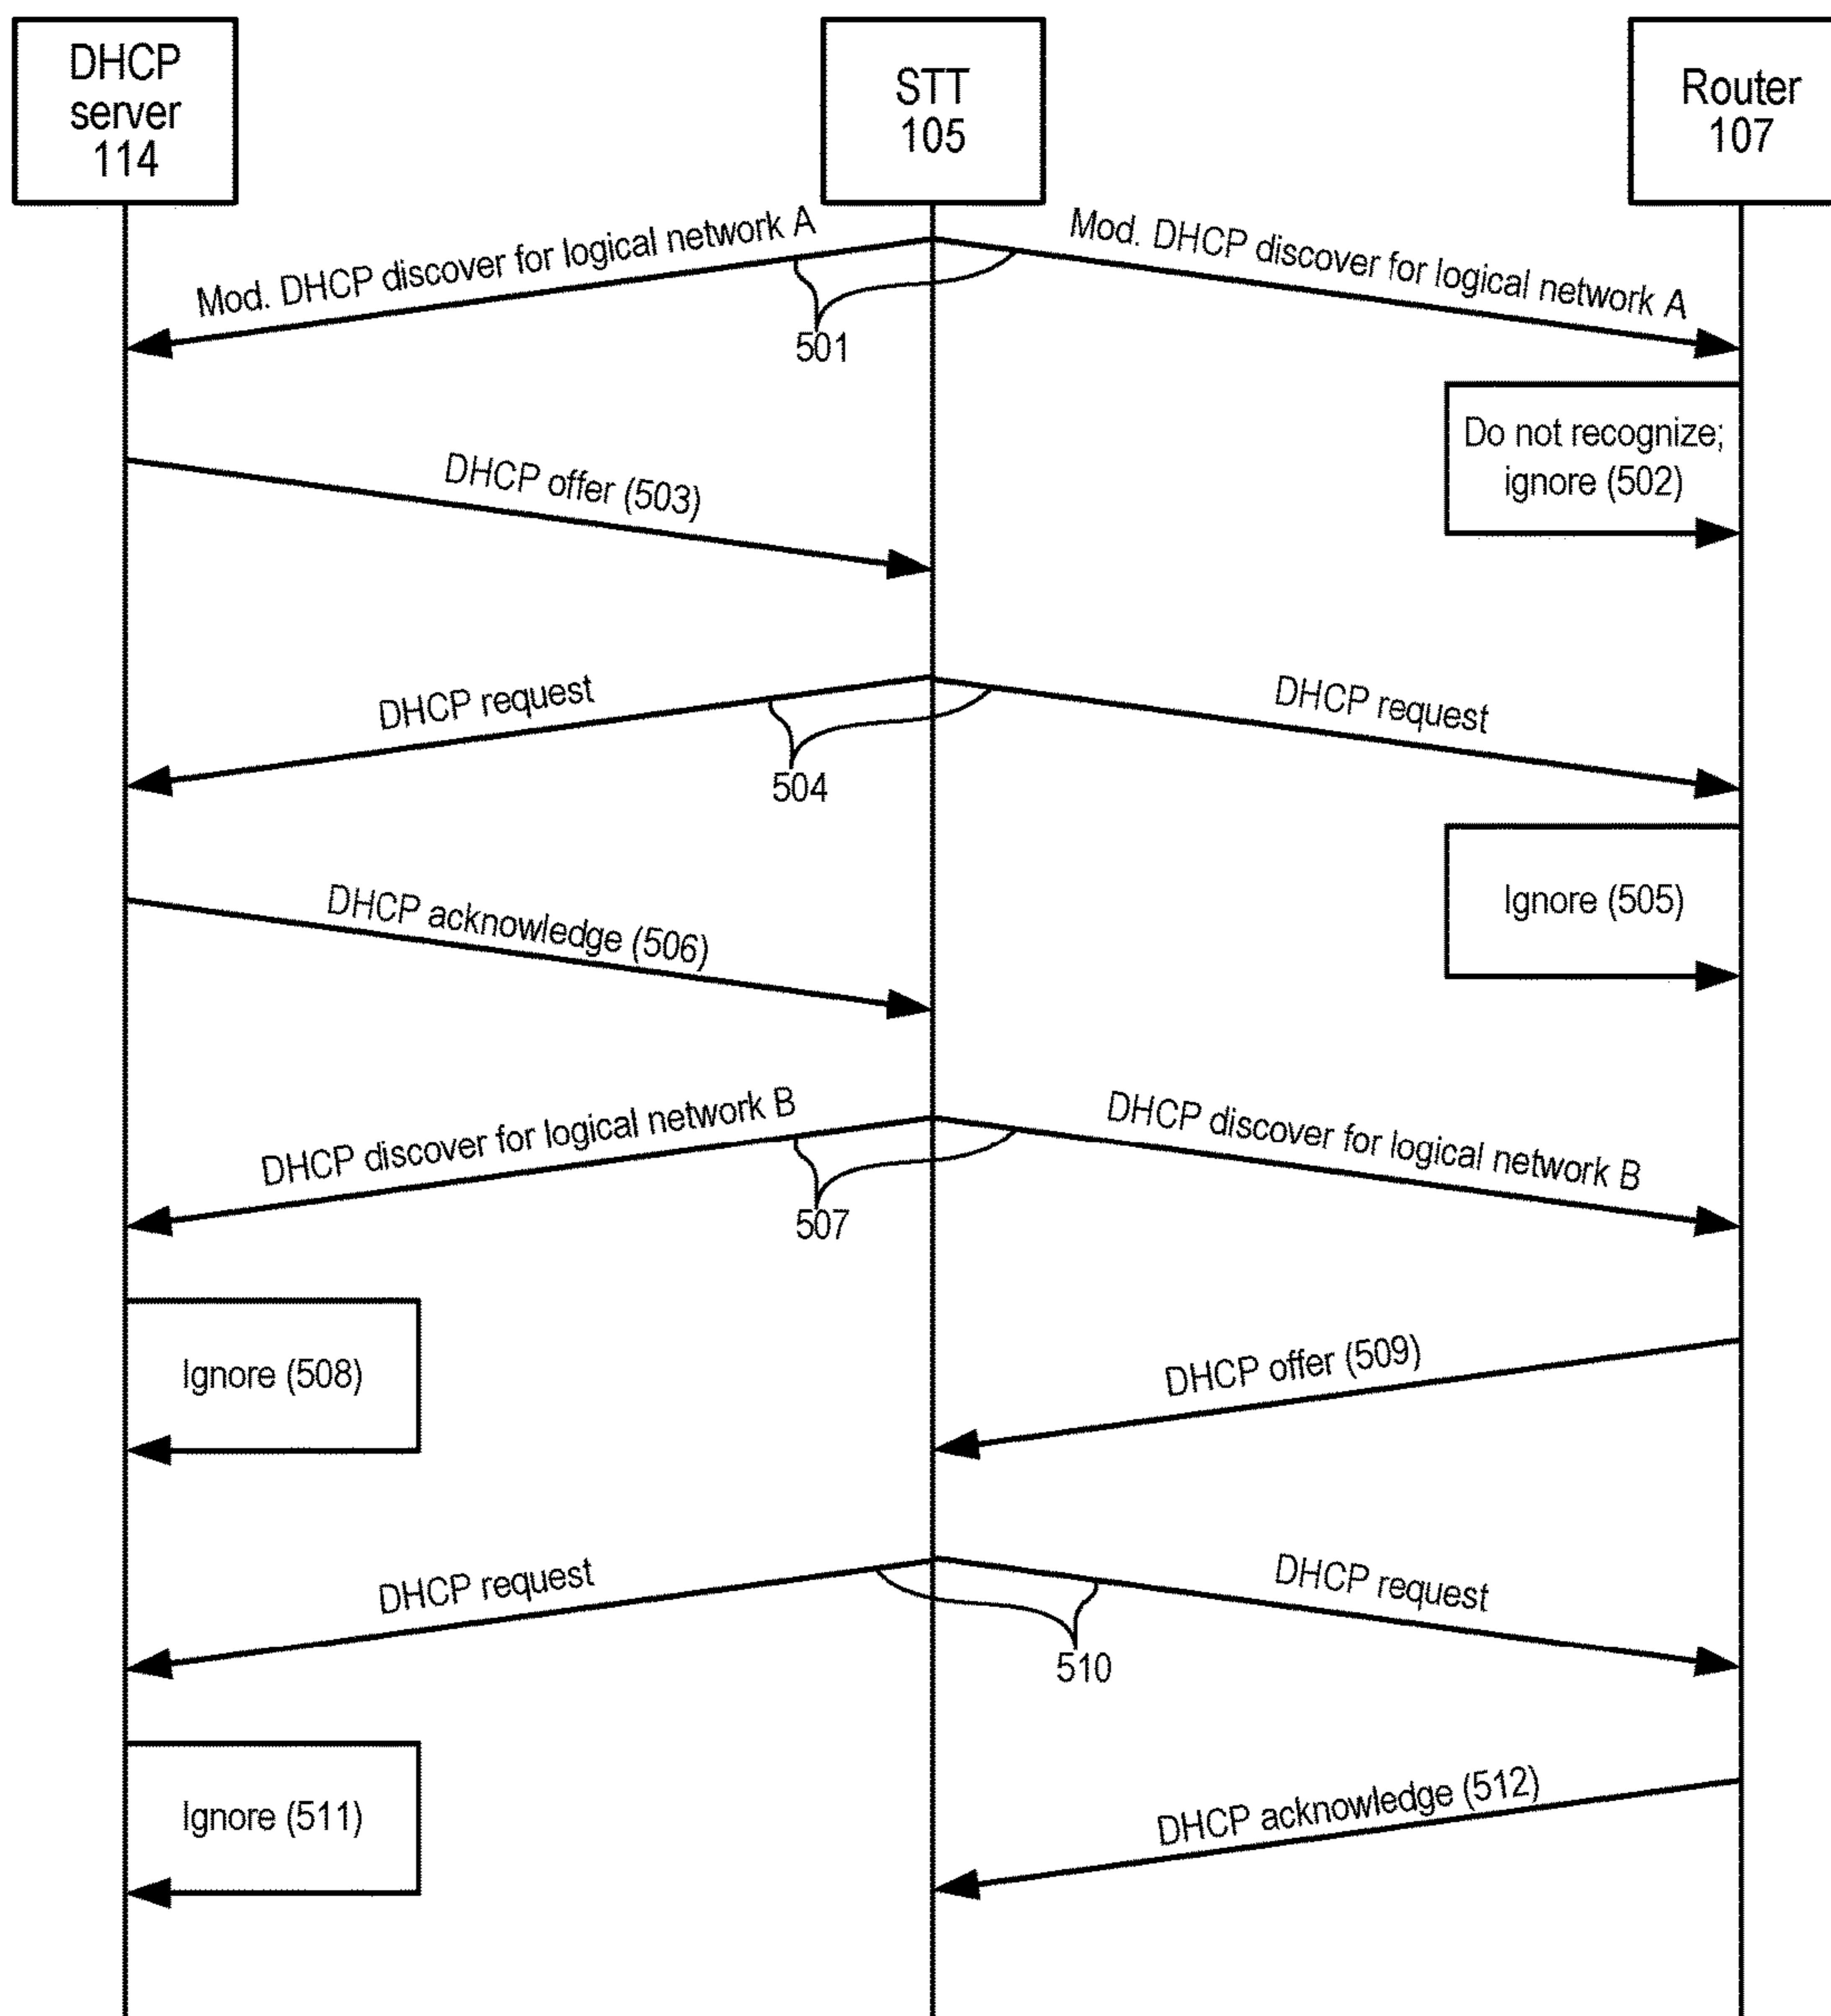 DHCP
server
114
STT
105
Router
107
Mod. DHCP discover for logical network A
Mod. DHCP discover for logical network A
501
Do not recognize;
ignore (502)
DHCP offer (503)
DHCP request
DHCP request
504
Ignore (505)
DHCP acknowledge (506)
DHCP discover for logical network B
DHCP discover for logical network B
507
Ignore (508)
DHCP offer (509)
DHCP request
DHCP request
510
Ignore (511)
DHCP acknowledge (512)